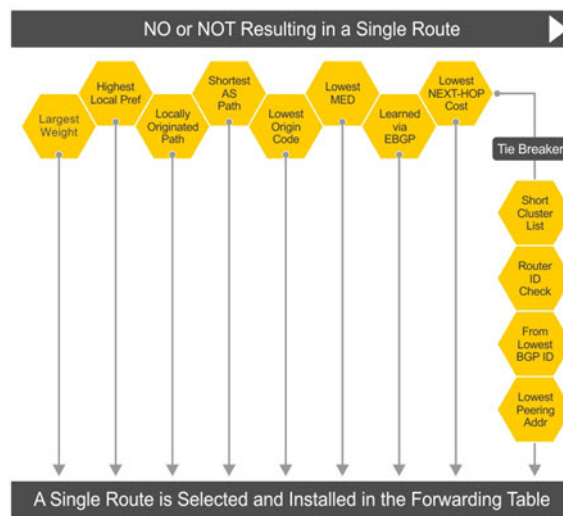 NO or NOT Resulting in a Single Route
Largest
Weight
Highest
Local Pref
Locally
Originated
Path
Shortest
AS
Path
Lowest
Origin
Code
Lowest
MED
Learned
via
EBGP
Lowest
NEXT-HOP
Cost
Tie Breaker
Short
Cluster
List
Router
ID
Check
From
Lowest
BGP ID
Lowest
Peering
Addr
A Single Route is Selected and Installed in the Forwarding Table